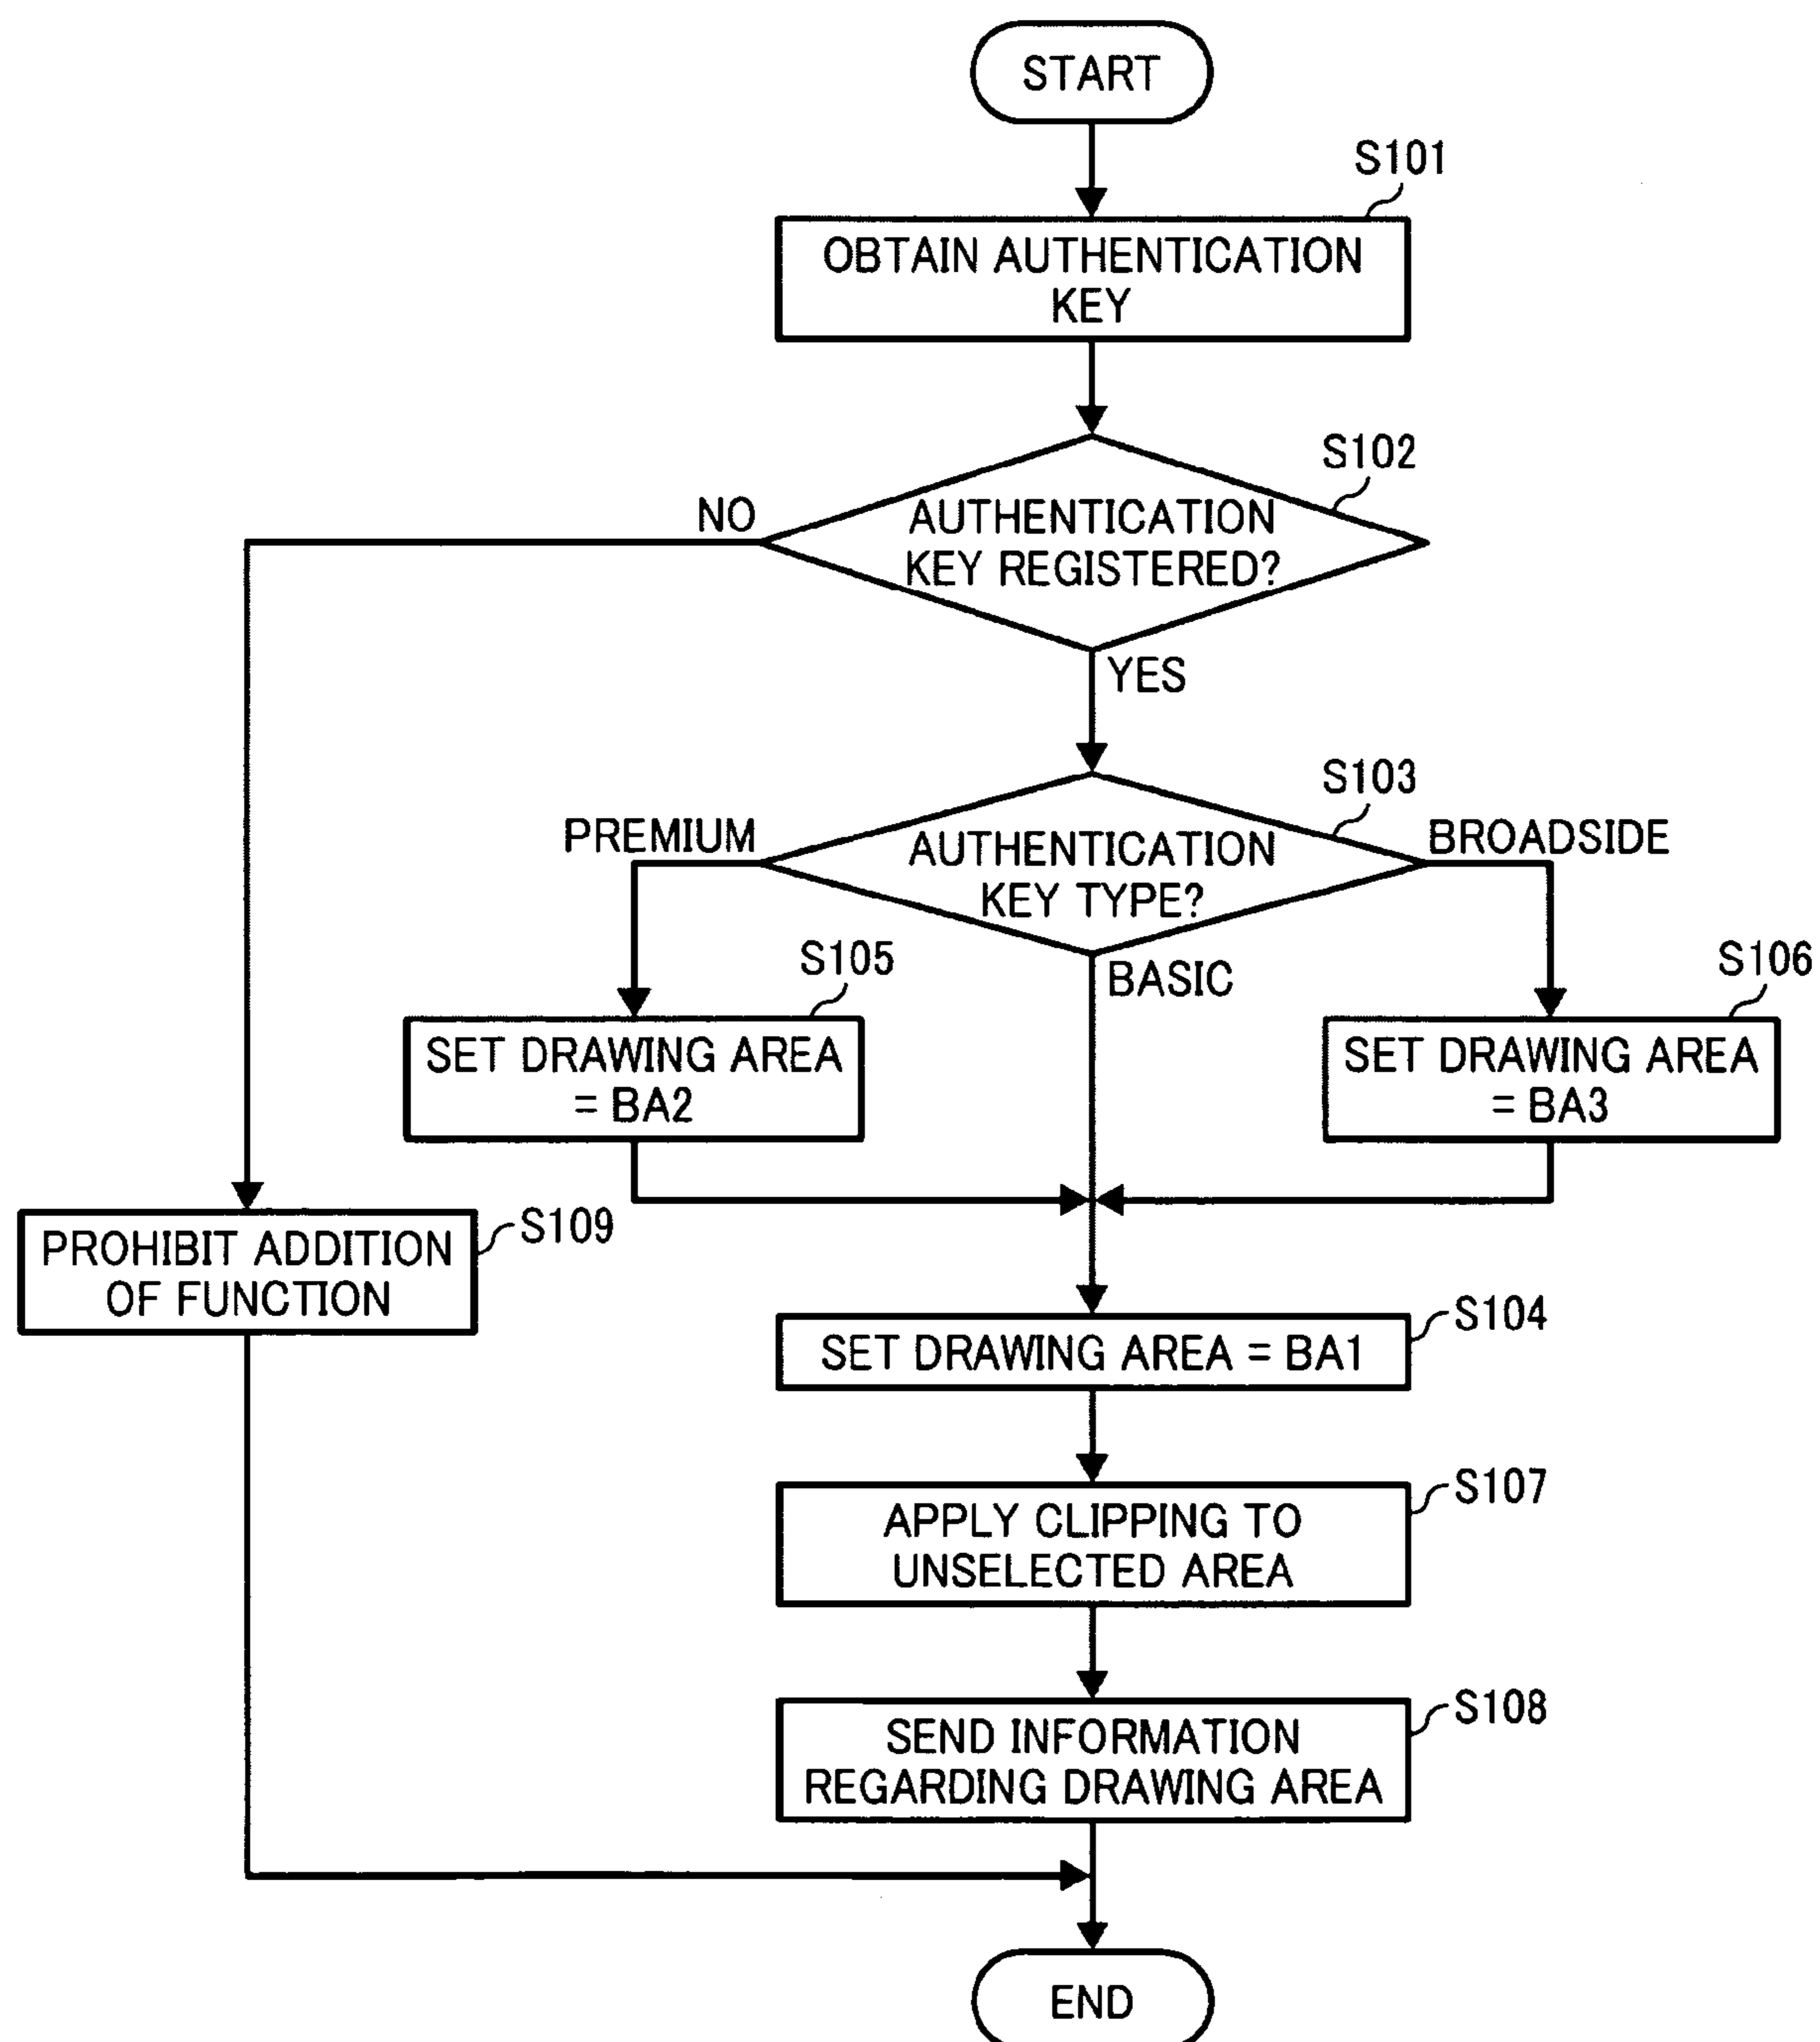 START
S101
OBTAIN AUTHENTICATION
KEY
S102
NO
AUTHENTICATION
KEY REGISTERED?
YES
S103
PREMIUM
BROADSIDE
AUTHENTICATION
KEY TYPE?
S105
BASIC
S106
SET DRAWING AREA
= BA2
SET DRAWING AREA
= BA3
S109
PROHIBIT ADDITION
OF FUNCTION
S104
SET DRAWING AREA = BA1
S107
APPLY CLIPPING TO
UNSELECTED AREA
S108
SEND INFORMATION
REGARDING DRAWING AREA
END